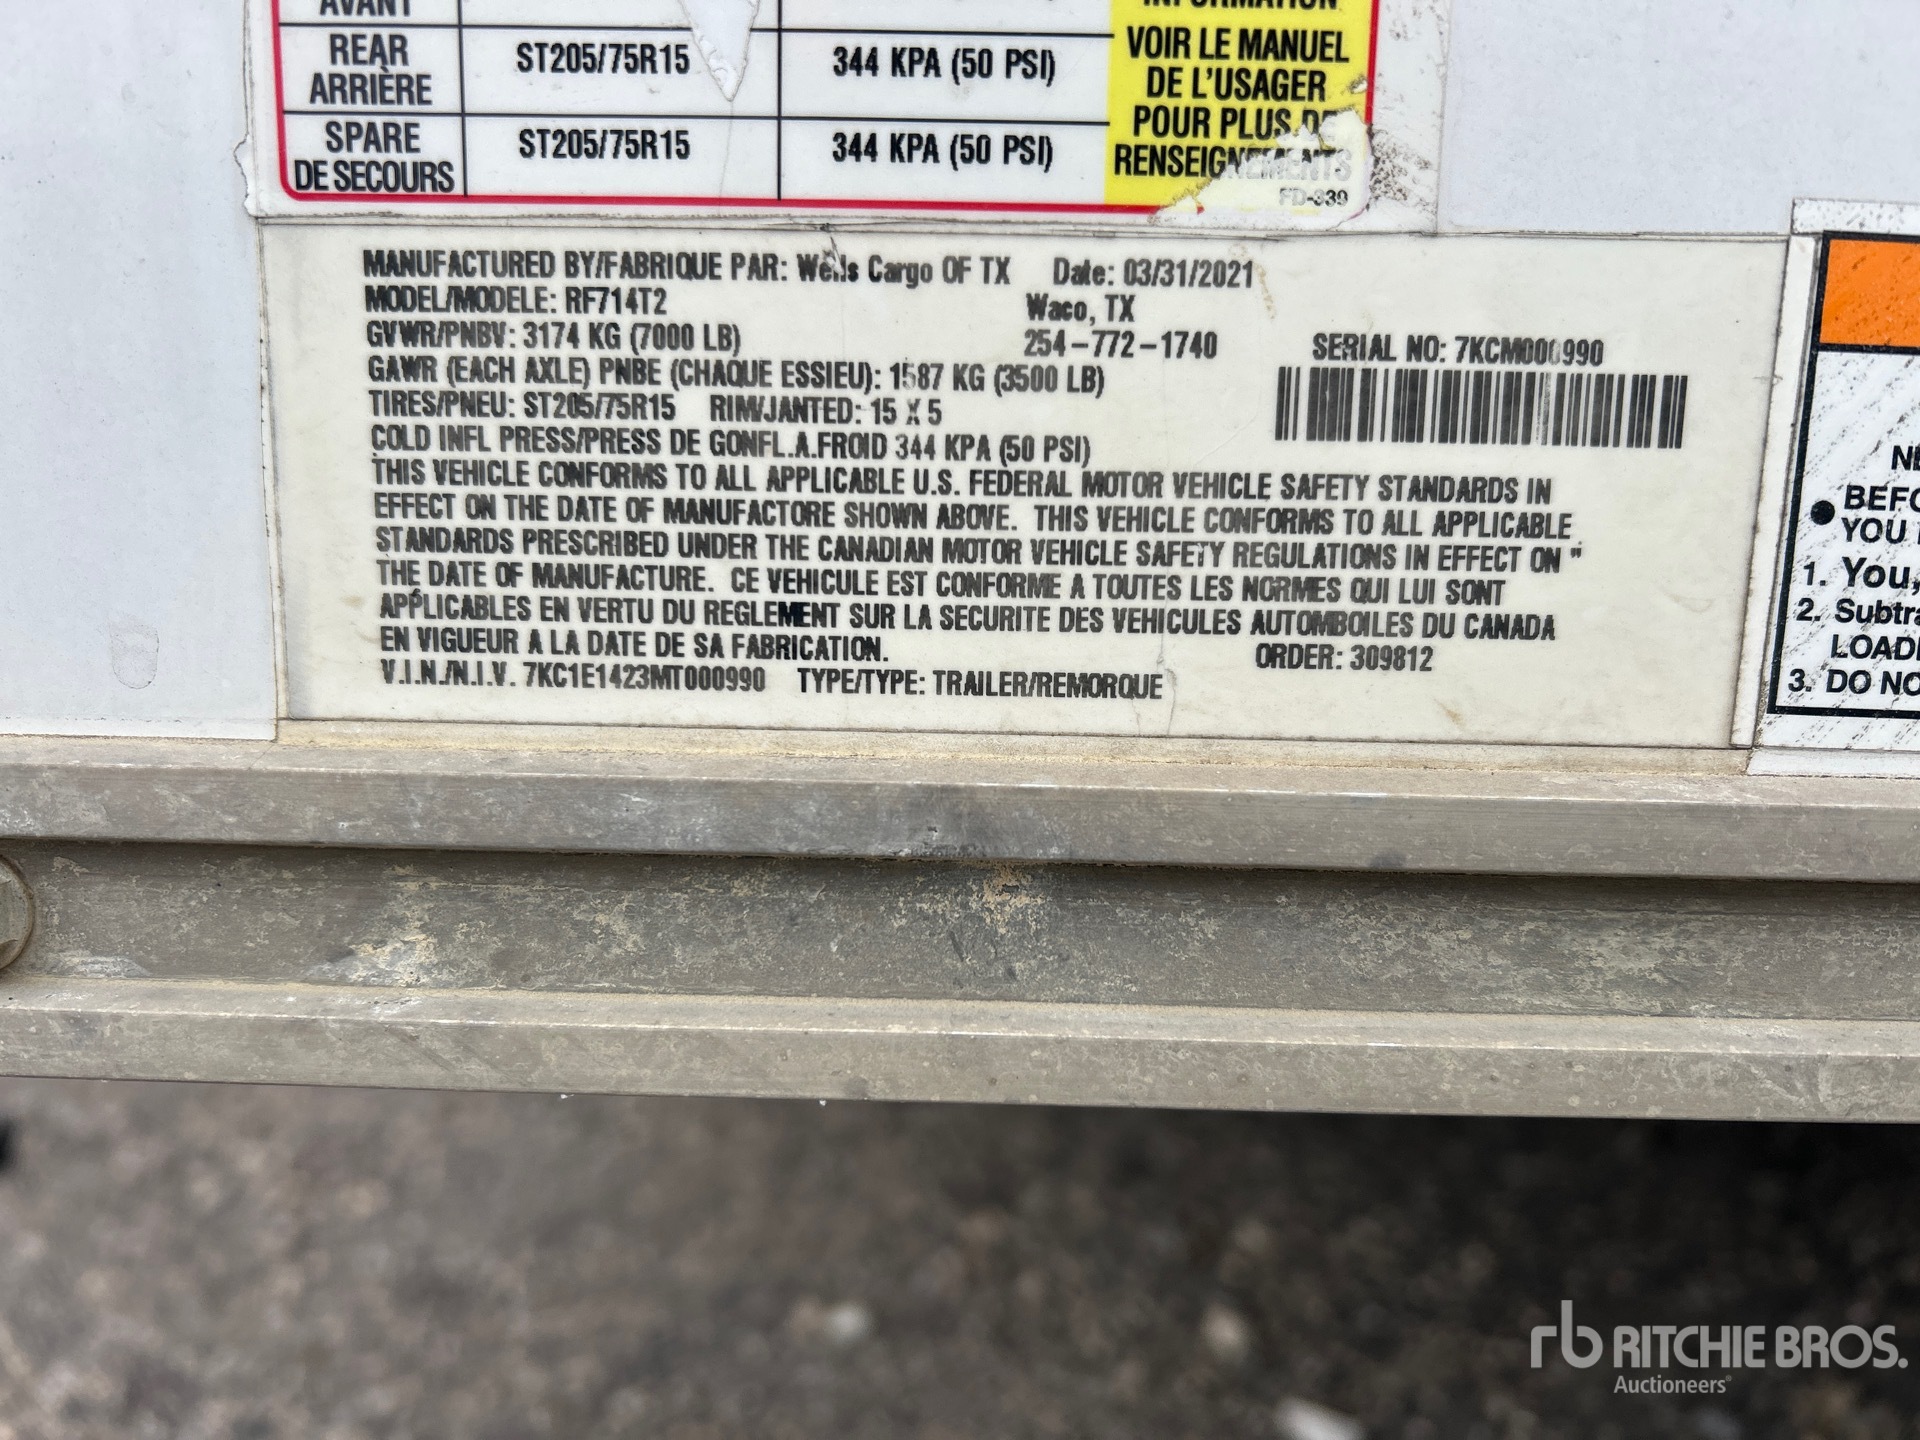 AVANT
INFORMATION
REAR
ARRIÈRE
ST205/75R15
344 KPA (50 PSI)
VOIR LE MANUEL
DE L'USAGER
POUR PLUS DE
RENSEIGNEMENTS
SPARE
DE SECOURS
ST205/75R15
344 KPA (50 PSI)
FD-339
MANUFACTURED BY/FABRIQUE PAR: Wells Cargo OF TX Date: 03/31/2021
MODEL/MODELE: RF714T2 Waco, TX
GVWR/PNBV: 3174 KG (7000 LB) 254-772-1740
SERIAL NO: 7KCM000990
GAWR (EACH AXLE) PNBE (CHAQUE ESSIEU): 1587 KG (3500 LB)
TIRES/PNEU: ST205/75R15 RIM/JANTED: 15 X 5
COLD INFL PRESS/PRESS DE GONFL.A.FROID 344 KPA (50 PSI)
THIS VEHICLE CONFORMS TO ALL APPLICABLE U.S. FEDERAL MOTOR VEHICLE SAFETY STANDARDS IN
EFFECT ON THE DATE OF MANUFACTORE SHOWN ABOVE. THIS VEHICLE CONFORMS TO ALL APPLICABLE
STANDARDS PRESCRIBED UNDER THE CANADIAN MOTOR VEHICLE SAFETY REGULATIONS IN EFFECT ON "
THE DATE OF MANUFACTURE. CE VEHICULE EST CONFORME A TOUTES LES NORMES QUI LUI SONT
APPLICABLES EN VERTU DU REGLEMENT SUR LA SECURITE DES VEHICULES AUTOMBOILES DU CANADA
EN VIGUEUR A LA DATE DE SA FABRICATION. ORDER: 309812
V.I.N./N.I.V. 7KC1E1423MT000990 TYPE/TYPE: TRAILER/REMORQUE
• BEFO
YOU
1. You,
2. Subtra
LOADI
3. DO NO
rb RITCHIE BROS.
Auctioneers